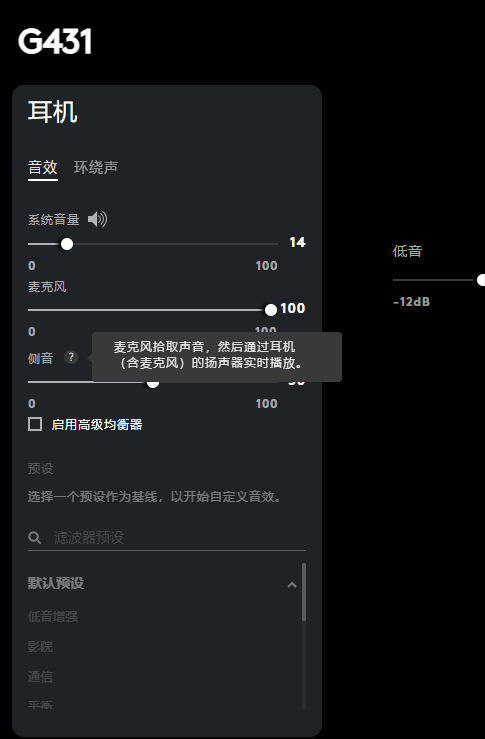 G431
耳机
音效 环绕声
系统音量
14
0 100
麦克风
100
0 100
麦克风拾取声音，然后通过耳机
（含麦克风）的扬声器实时播放。
侧音 ?
0 100
启用高级均衡器
预设
选择一个预设作为基线，以开始自定义音效。
滤波器预设
默认预设
低音增强
影院
通信
平衡
低音
-12dB